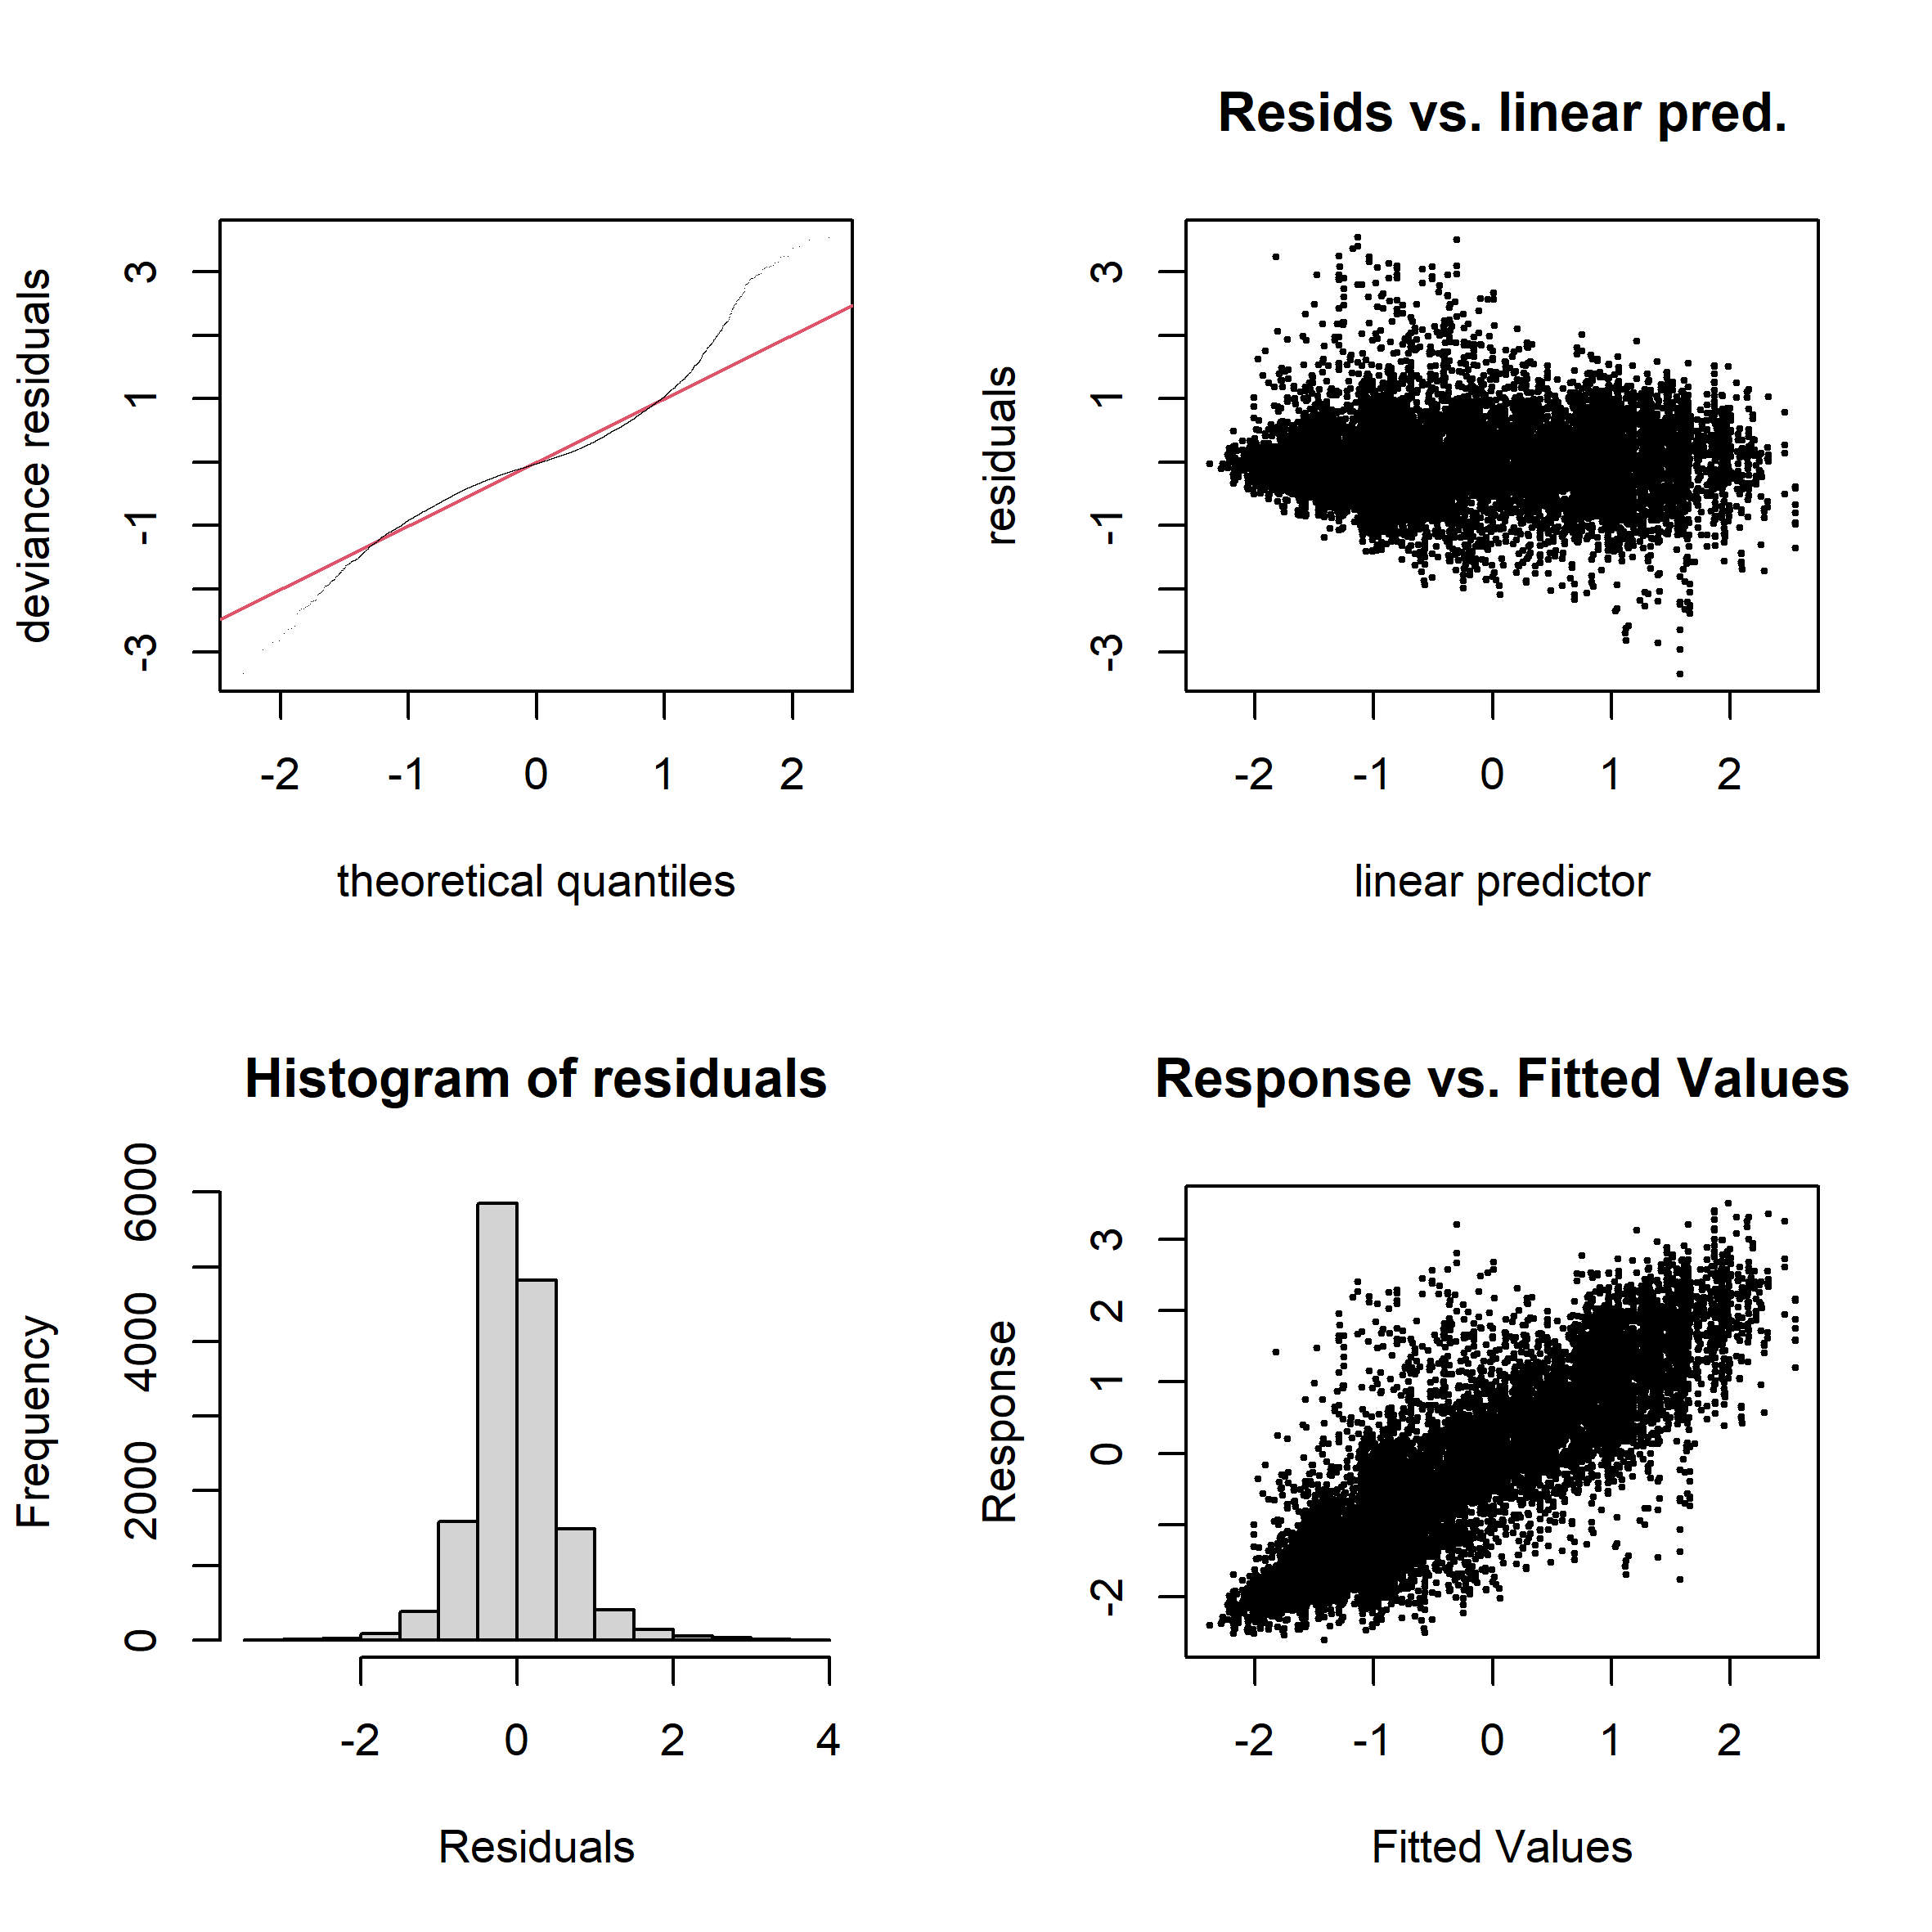 deviance residuals
3
1
-1
-3
-2 -1 0 1 2
theoretical quantiles
Resids vs. linear pred.
residuals
3
1
-1
-3
-2 -1 0 1 2
linear predictor
Histogram of residuals
Frequency
6000
4000
2000
0
-2 0 2 4
Residuals
Response vs. Fitted Values
Response
3
2
1
0
-2
-2 -1 0 1 2
Fitted Values